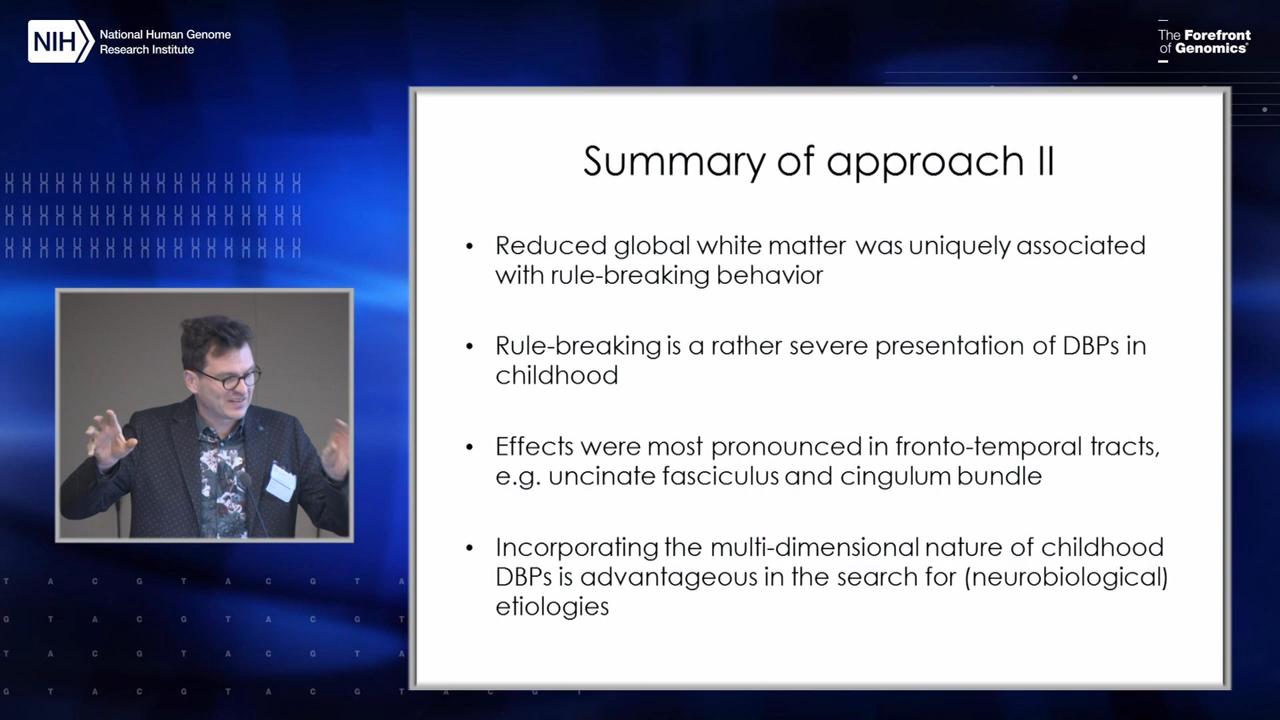 NIH
National Human Genome
Research Institute
The Forefront
of Genomics®
Summary of approach II
• Reduced global white matter was uniquely associated
with rule-breaking behavior
• Rule-breaking is a rather severe presentation of DBPs in
childhood
• Effects were most pronounced in fronto-temporal tracts,
e.g. uncinate fasciculus and cingulum bundle
• Incorporating the multi-dimensional nature of childhood
DBPs is advantageous in the search for (neurobiological)
etiologies
T A C G T A C G T A
G T A C G T A C G T A
T A C G T A C G T A
G T A C G T A C G T A C G T